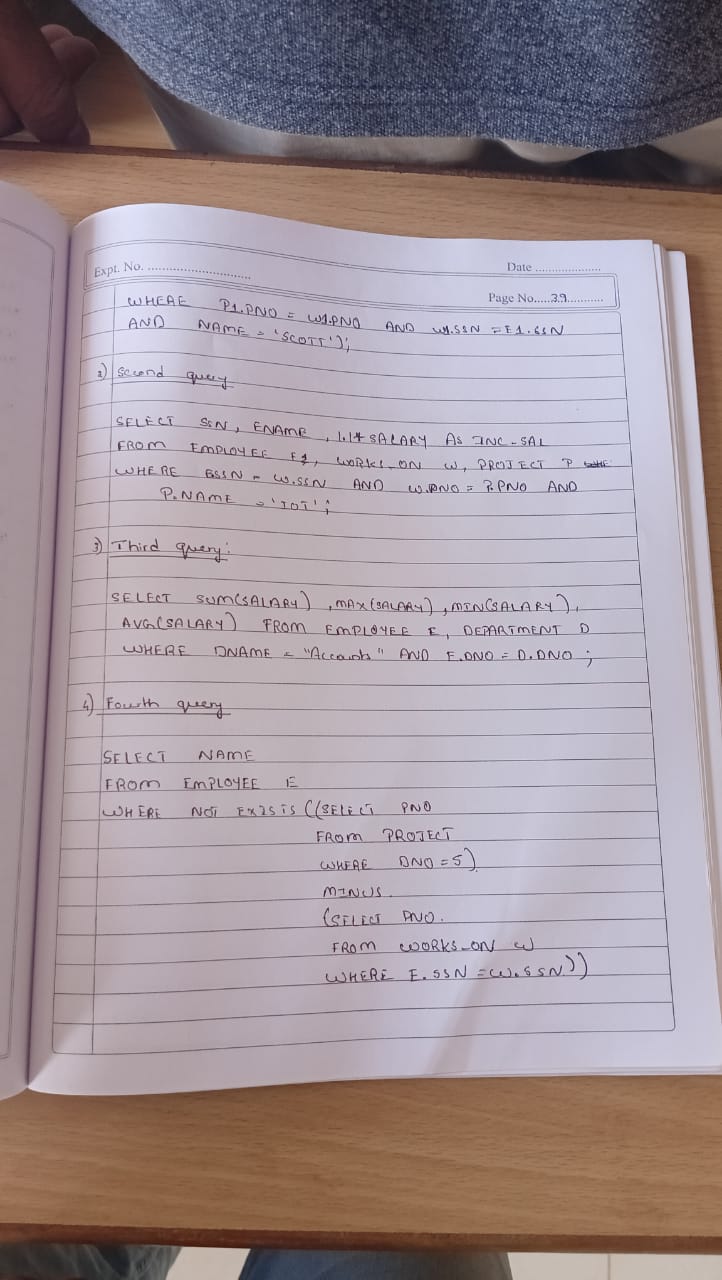 Expt. No. ............................
Date ....................
Page No.....39...........
WHERE P1.PNO = W1.PNO AND W1.SSN = E1.SSN
AND NAME = 'SCOTT');
2) Second query
SELECT SSN, ENAME, 1.1* SALARY AS INC-SAL
FROM EMPLOYEE E1, WORKS_ON W, PROJECT P
WHERE ESSN = W.SSN AND W.PNO = P.PNO AND
P.NAME = 'IOT';
3) Third query:
SELECT SUM(SALARY), MAX(SALARY), MIN(SALARY),
AVG(SALARY) FROM EMPLOYEE E, DEPARTMENT D
WHERE DNAME = "Accounts" AND E.DNO = D.DNO;
4) Fourth query
SELECT NAME
FROM EMPLOYEE E
WHERE NOT EXISTS ((SELECT PNO
FROM PROJECT
WHERE DNO=5)
MINUS
(SELECT PNO.
FROM WORKS_ON W
WHERE E.SSN = W.SSN))